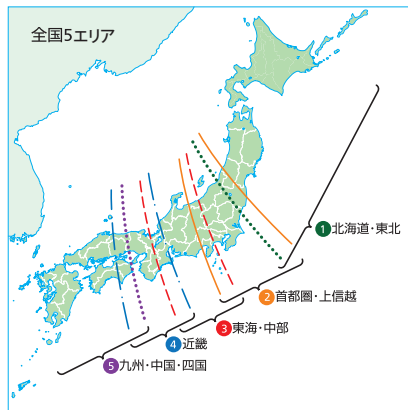 全国5エリア
1 北海道・東北
2 首都圏・上信越
3 東海・中部
4 近畿
5 九州・中国・四国